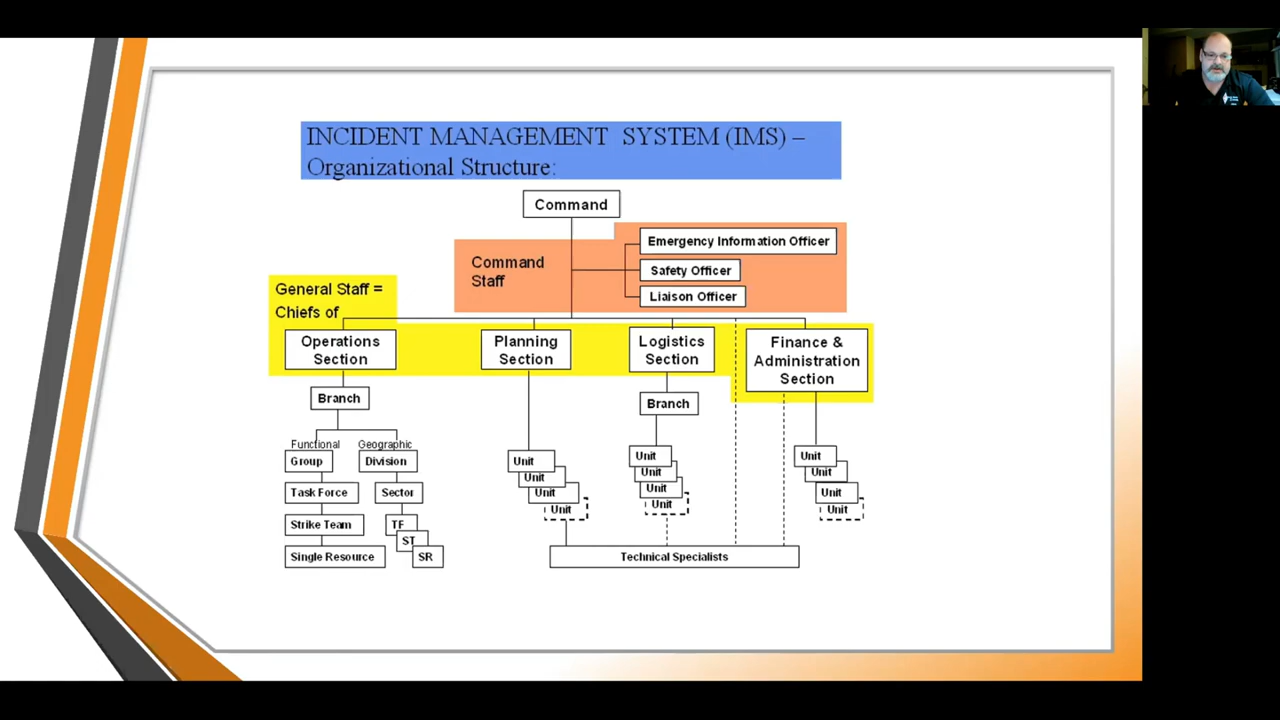 INCIDENT MANAGEMENT SYSTEM (IMS) –
Organizational Structure:
Command
Emergency Information Officer
Command
Staff
Safety Officer
Liaison Officer
General Staff =
Chiefs of
Operations
Section
Planning
Section
Logistics
Section
Finance &
Administration
Section
Branch
Branch
Functional
Geographic
Group
Division
Task Force
Sector
Strike Team
TF
ST
Single Resource
SR
Unit
Unit
Unit
Unit
Unit
Unit
Unit
Unit
Unit
Unit
Unit
Unit
Technical Specialists